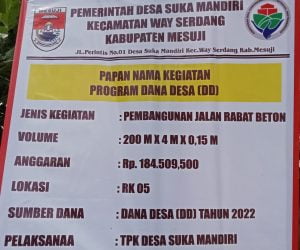 MESUJI
PEMERINTAH DESA SUKA MANDIRI
KECAMATAN WAY SERDANG
KABUPATEN MESUJI
JL.Perintis No.01 Desa Suka Mandiri Kec.Way Serdang Kab.Mesuji
PAPAN NAMA KEGIATAN
PROGRAM DANA DESA (DD)
JENIS KEGIATAN : PEMBANGUNAN JALAN RABAT BETON
VOLUME : 200 M X 4 M X 0,15 M
ANGGARAN : Rp. 184.509,500
LOKASI : RK 05
SUMBER DANA : DANA DESA (DD) TAHUN 2022
PELAKSANAA : TPK DESA SUKA MANDIRI